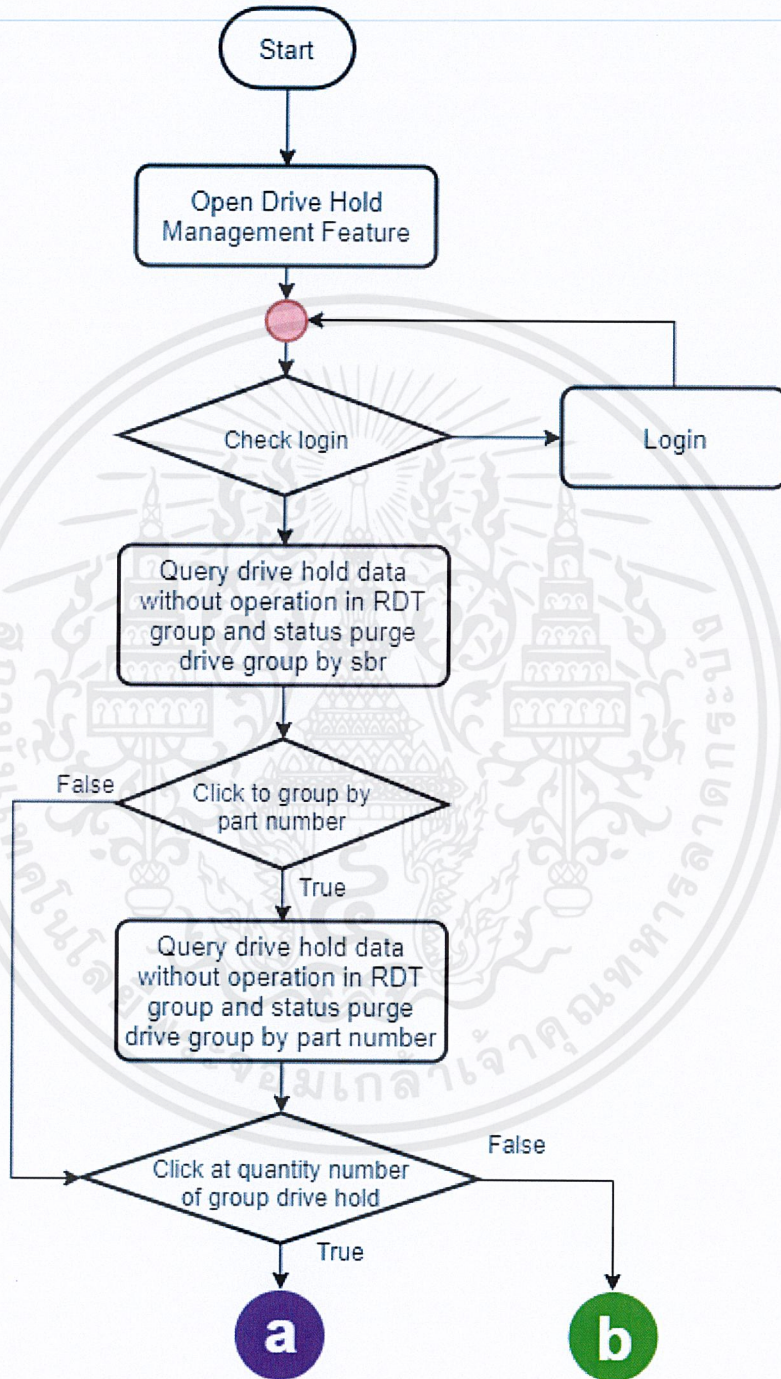 Start
Open Drive Hold
Management Feature
Check login
Login
Query drive hold data
without operation in RDT
group and status purge
drive group by sbr
False
Click to group by
part number
True
Query drive hold data
without operation in RDT
group and status purge
drive group by part number
Click at quantity number
of group drive hold
False
True
a
b